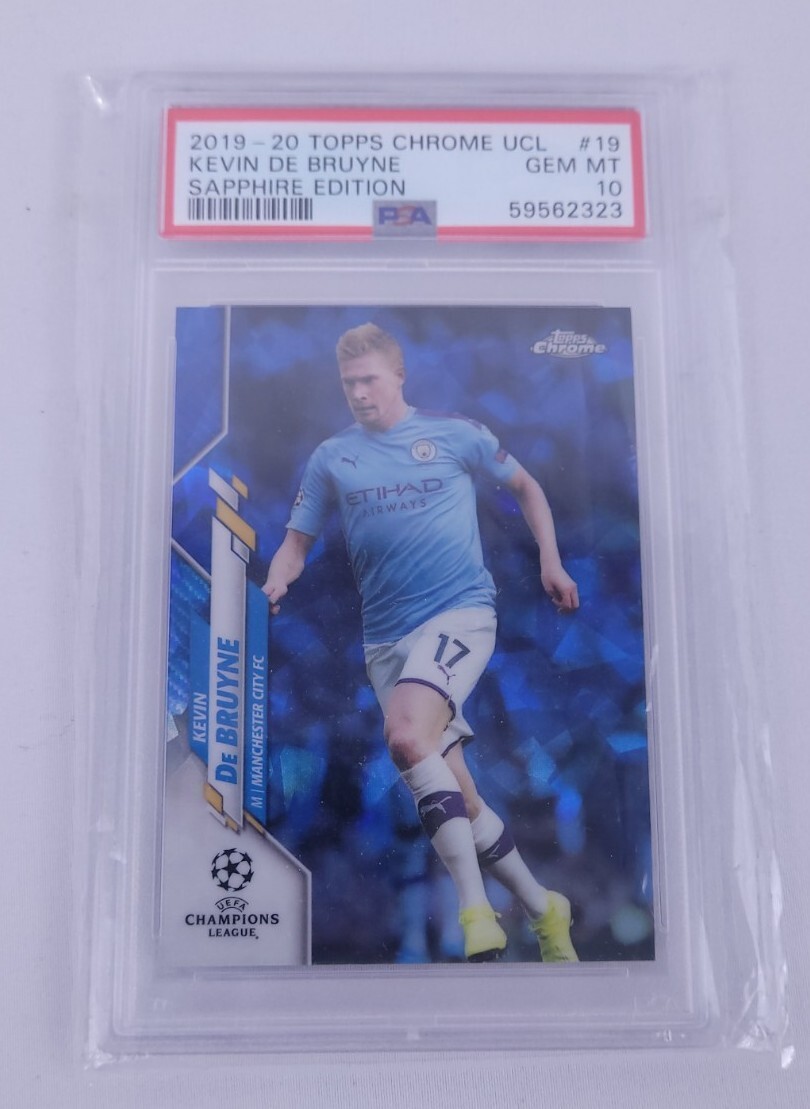 2019 - 20 TOPPS CHROME UCL #19
KEVIN DE BRUYNE GEM MT
SAPPHIRE EDITION 10
PSA 59562323
Topps
Chrome
ETIHAD
AIRWAYS
17
KEVIN
DE BRUYNE
M | MANCHESTER CITY FC
UEFA
CHAMPIONS
LEAGUE